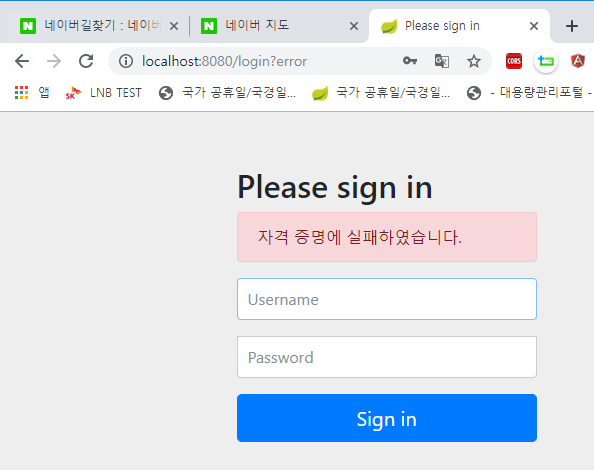 네이버길찾기 : 네이버
네이버 지도
Please sign in
localhost:8080/login?error
CORS
앱
SK
LNB TEST
국가 공휴일/국경일...
국가 공휴일/국경일...
- 대용량관리포털 -
Please sign in
자격 증명에 실패하였습니다.
Username
Password
Sign in